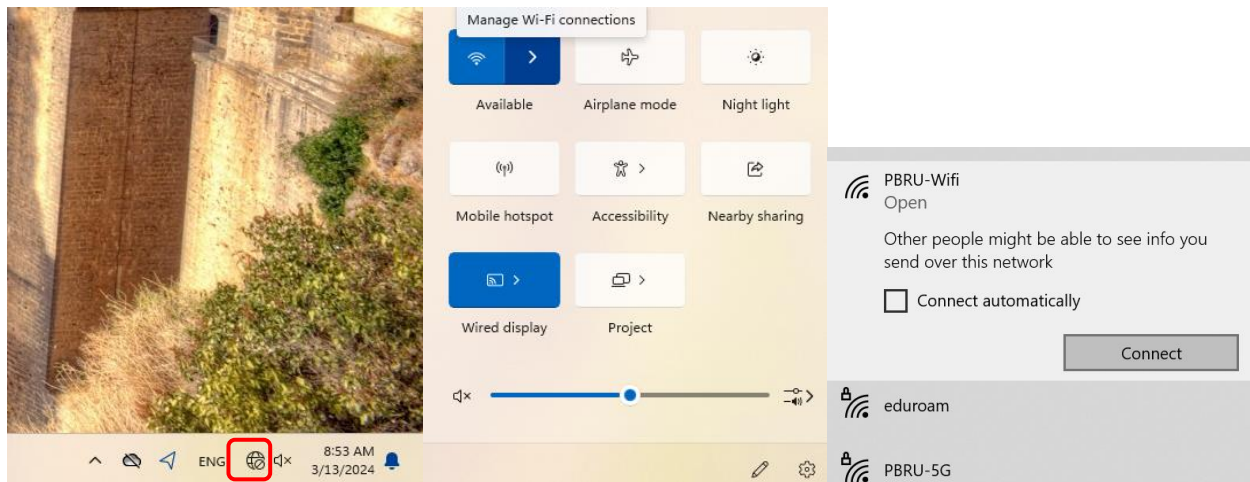 ENG
8:53 AM
3/13/2024
Manage Wi-Fi connections
Available
Airplane mode
Night light
Mobile hotspot
Accessibility
Nearby sharing
Wired display
Project
PBRU-Wifi
Open
Other people might be able to see info you
send over this network
Connect automatically
Connect
eduroam
PBRU-5G